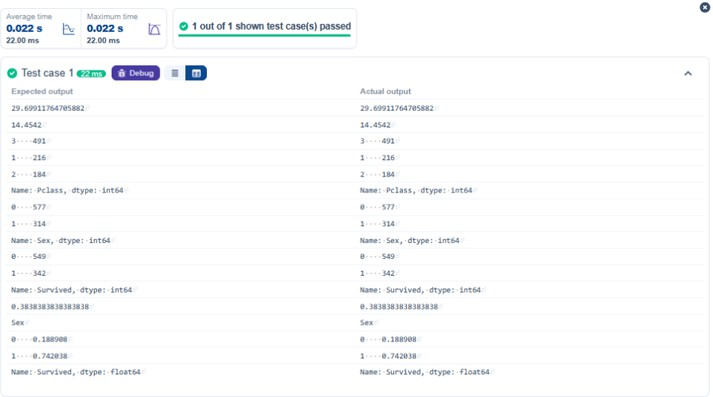 Average time
0.022 s
22.00 ms
Maximum time
0.022 s
22.00 ms
1 out of 1 shown test case(s) passed
Test case 1 22 ms Debug
Expected output
29.69911764705882
14.4542
3····491
1····216
2····184
Name:·Pclass,·dtype:·int64
0····577
1····314
Name:·Sex,·dtype:·int64
0····549
1····342
Name:·Survived,·dtype:·int64
0.3838383838383838
Sex
0····0.188908
1····0.742038
Name:·Survived,·dtype:·float64
Actual output
29.69911764705882
14.4542
3····491
1····216
2····184
Name:·Pclass,·dtype:·int64
0····577
1····314
Name:·Sex,·dtype:·int64
0····549
1····342
Name:·Survived,·dtype:·int64
0.3838383838383838
Sex
0····0.188908
1····0.742038
Name:·Survived,·dtype:·float64